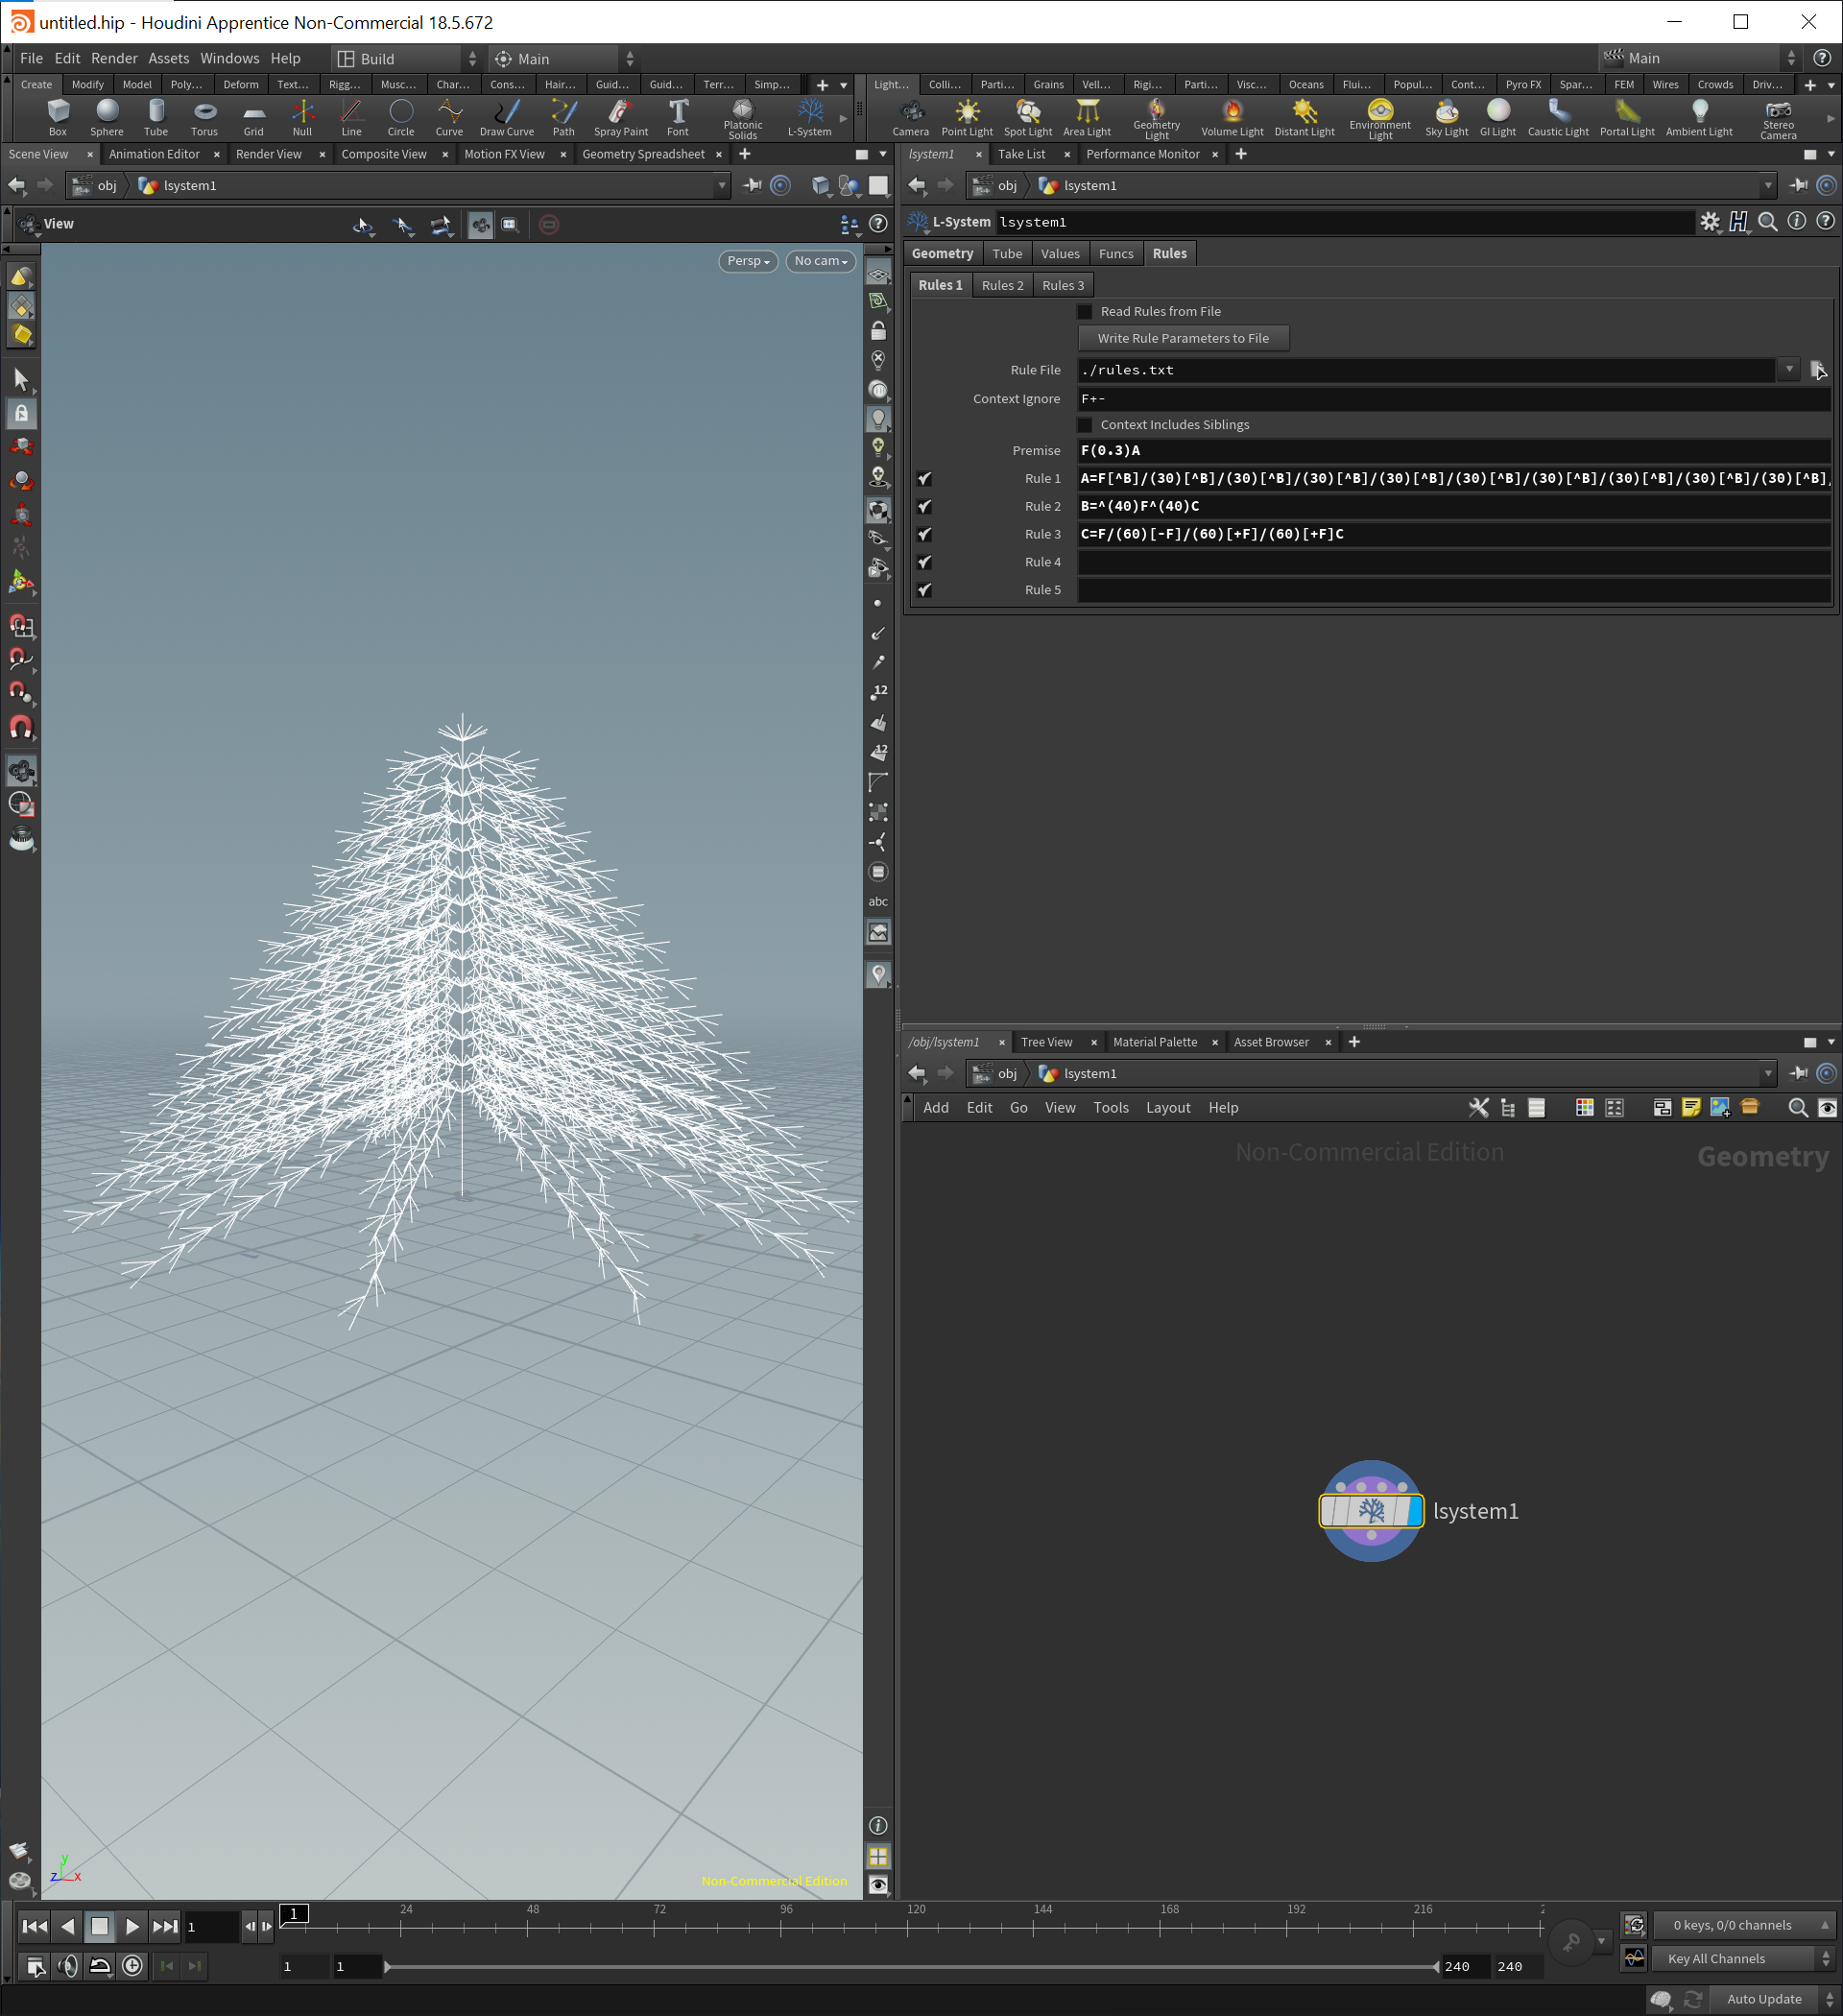 untitled.hip - Houdini Apprentice Non-Commercial 18.5.672
File Edit Render Assets Windows Help Build Main Main
Create Modify Model Poly... Deform Text... Rigg... Musc... Char... Cons... Hair... Guid... Guid... Terr... Simp...
Light... Colli... Parti... Grains Vell... Rigi... Parti... Visc... Oceans Flui... Popul... Cont... Pyro FX Spar... FEM Wires Crowds Driv...
Box Sphere Tube Torus Grid Null Line Circle Curve Draw Curve Path Spray Paint Font Platonic Solids L-System
Camera Point Light Spot Light Area Light Geometry Light Volume Light Distant Light Environment Light Sky Light GI Light Caustic Light Portal Light Ambient Light Stereo Camera
Scene View Animation Editor Render View Composite View Motion FX View Geometry Spreadsheet
lsystem1 Take List Performance Monitor
obj lsystem1
obj lsystem1
View
L-System lsystem1
Persp No cam
Geometry Tube Values Funcs Rules
Rules 1 Rules 2 Rules 3
Read Rules from File
Write Rule Parameters to File
Rule File ./rules.txt
Context Ignore F+-
Context Includes Siblings
Premise F(0.3)A
Rule 1 A=F[^B]/(30)[^B]/(30)[^B]/(30)[^B]/(30)[^B]/(30)[^B]/(30)[^B]/(30)[^B]/(30)[^B]/(30)[^B]
Rule 2 B=^(40)F^(40)C
Rule 3 C=F/(60)[-F]/(60)[+F]/(60)[+F]C
Rule 4
Rule 5
12
12
abc
/obj/lsystem1 Tree View Material Palette Asset Browser
obj lsystem1
Add Edit Go View Tools Layout Help
Non-Commercial Edition Geometry
lsystem1
y
z x
Non-Commercial Edition
1 1 24 48 72 96 120 144 168 192 216 2
0 keys, 0/0 channels
1 1 240 240
Key All Channels
Auto Update